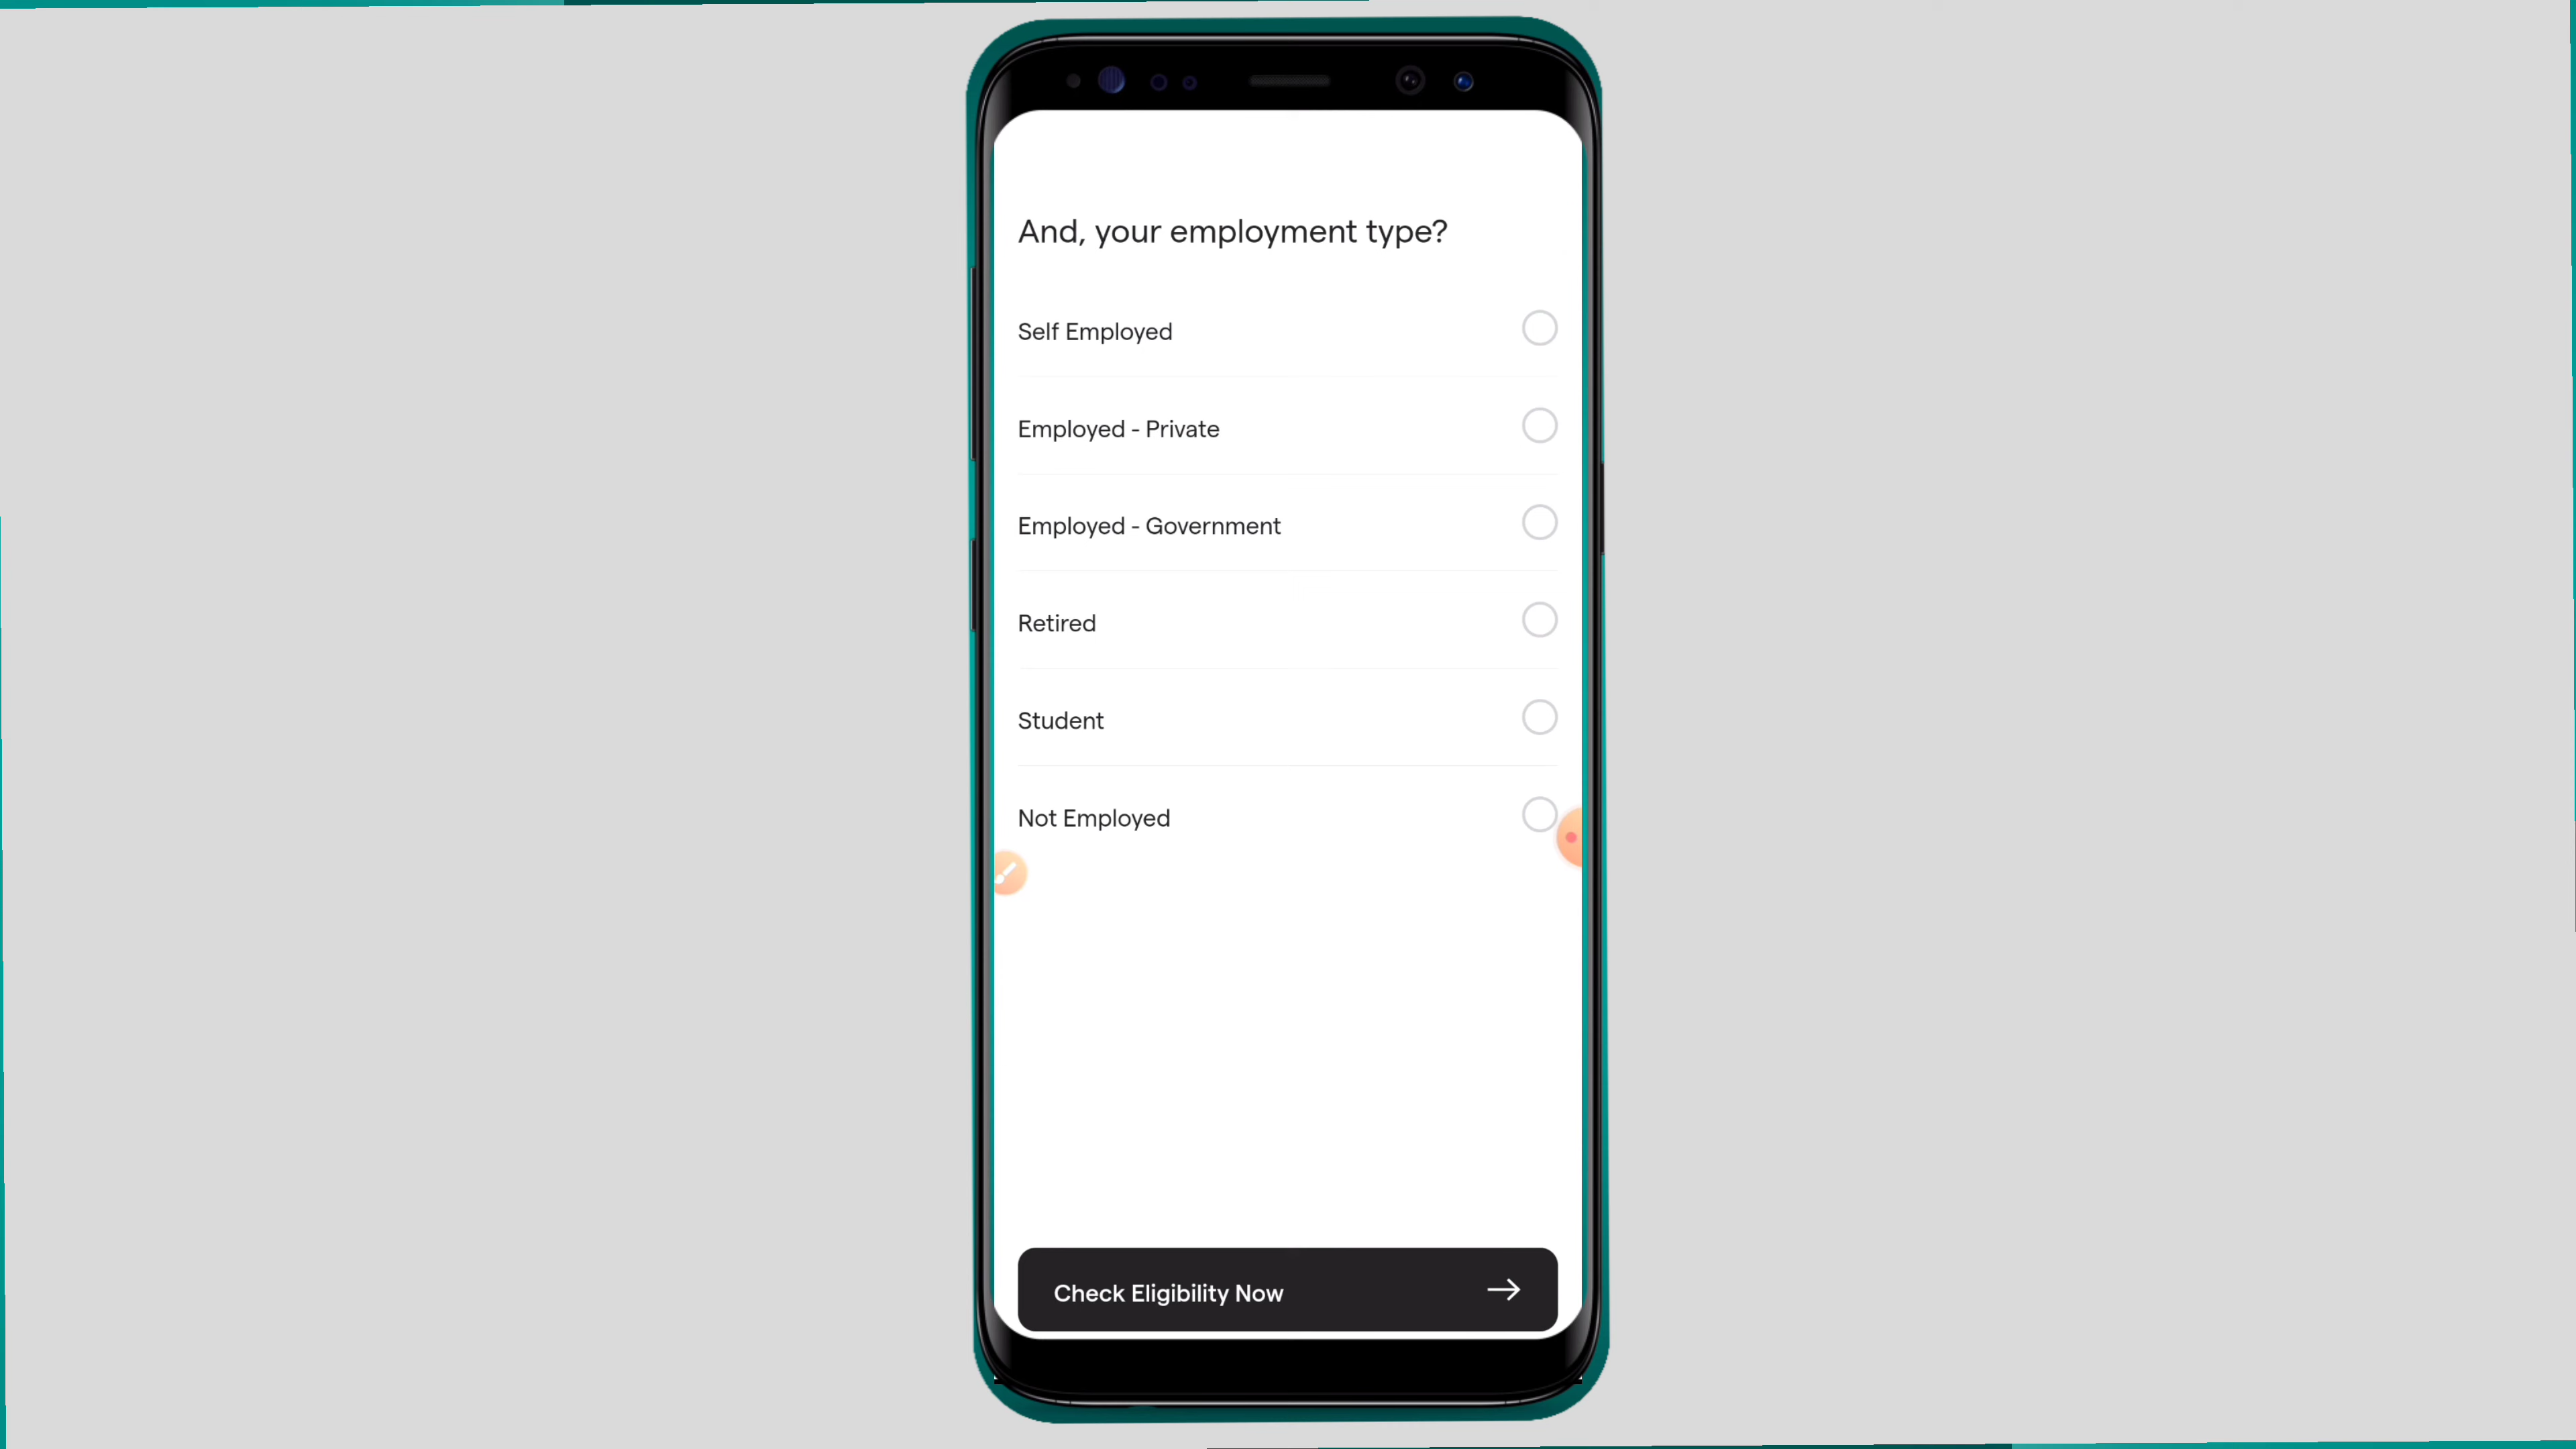 And, your employment type?
Self Employed
Employed - Private
Employed - Government
Retired
Student
Not Employed
Check Eligibility Now